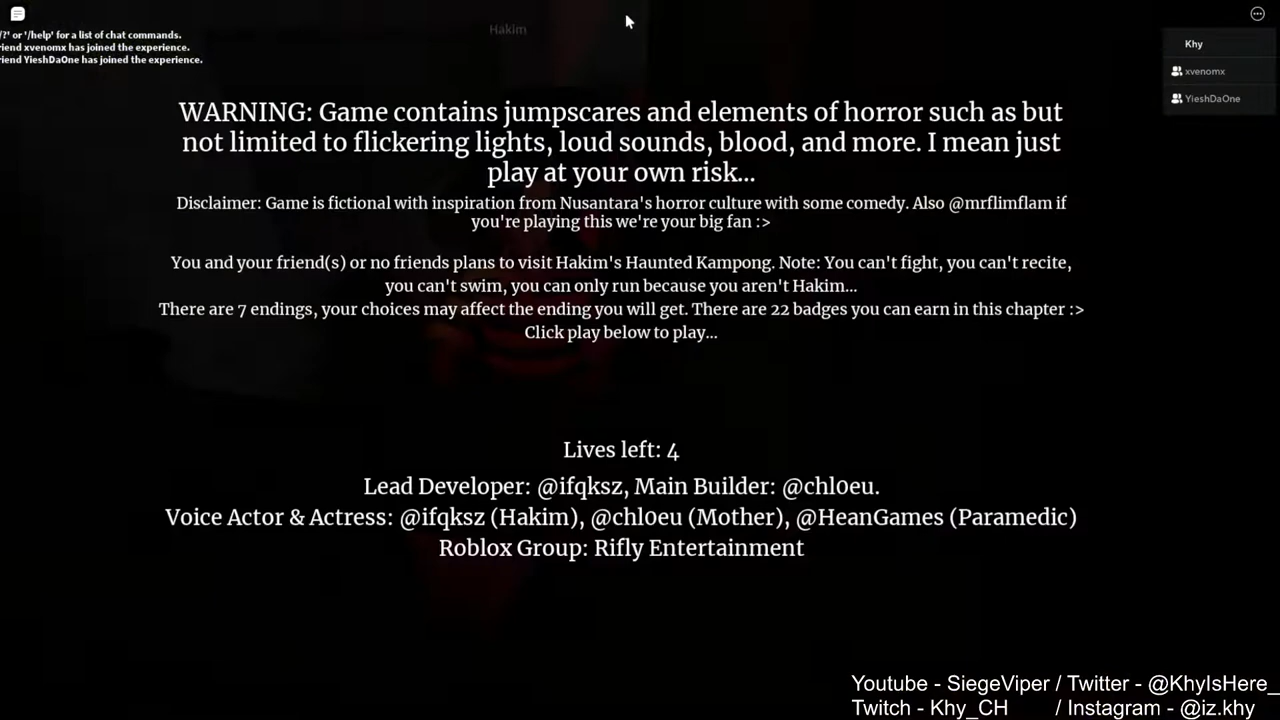 Hakim
/?' or '/help' for a list of chat commands.
riend xvenomx has joined the experience.
riend YieshDaOne has joined the experience.
Khy
xvenomx
YieshDaOne
WARNING: Game contains jumpscares and elements of horror such as but
not limited to flickering lights, loud sounds, blood, and more. I mean just
play at your own risk...
Disclaimer: Game is fictional with inspiration from Nusantara's horror culture with some comedy. Also @mrflimflam if
you're playing this we're your big fan :>
You and your friend(s) or no friends plans to visit Hakim's Haunted Kampong. Note: You can't fight, you can't recite,
you can't swim, you can only run because you aren't Hakim...
There are 7 endings, your choices may affect the ending you will get. There are 22 badges you can earn in this chapter :>
Click play below to play...
Lives left: 4
Lead Developer: @ifqksz, Main Builder: @chl0eu.
Voice Actor & Actress: @ifqksz (Hakim), @chl0eu (Mother), @HeanGames (Paramedic)
Roblox Group: Rifly Entertainment
Youtube - SiegeViper / Twitter - @KhyIsHere_
Twitch - Khy_CH / Instagram - @iz.khy